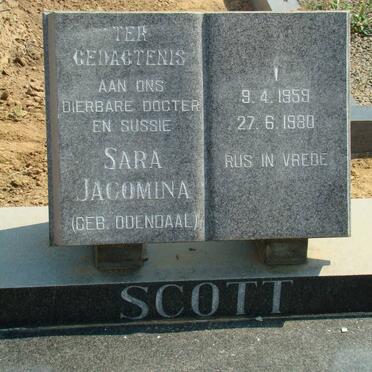 TER
GEDAGTENIS
AAN ONS
DIERBARE DOGTER
EN SUSSIE
SARA
JACOMINA
(GEB. ODENDAAL)
9. 4. 1959
27. 6. 1980
RUS IN VREDE
SCOTT